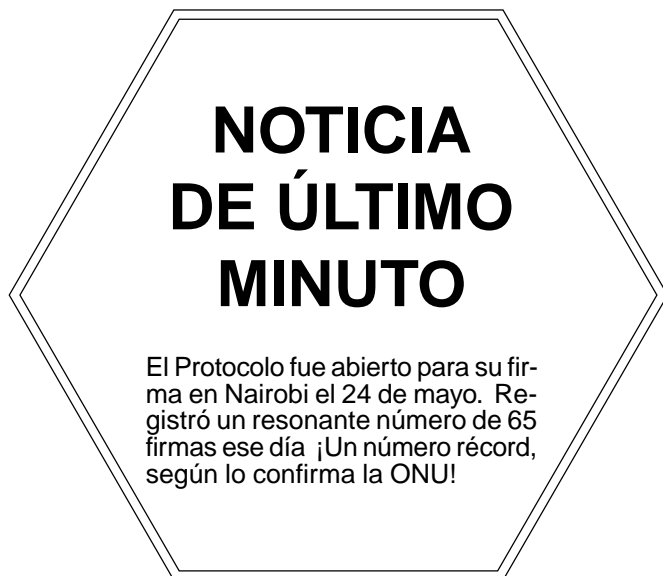 NOTICIA
DE ÚLTIMO
MINUTO
El Protocolo fue abierto para su fir-
ma en Nairobi el 24 de mayo. Re-
gistró un resonante número de 65
firmas ese día ¡Un número récord,
según lo confirma la ONU!